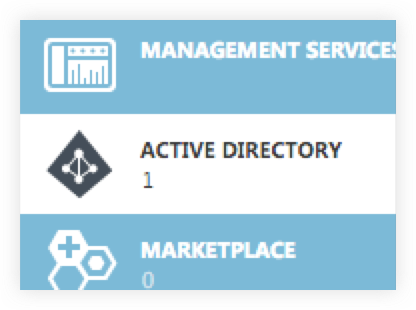 MANAGEMENT SERVICES
ACTIVE DIRECTORY
1
MARKETPLACE
0